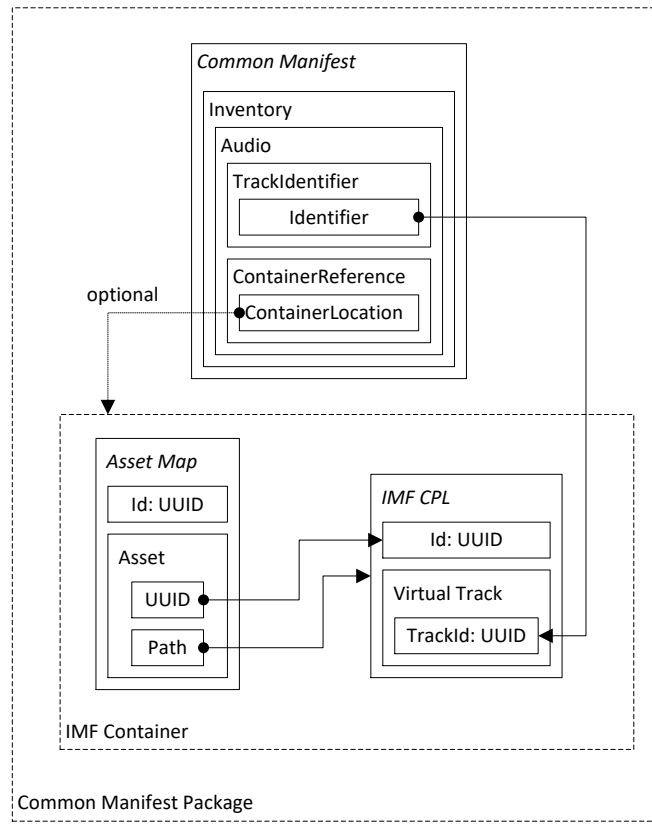 Common Manifest
Inventory
Audio
TrackIdentifier
Identifier
ContainerReference
optional
ContainerLocation
Asset Map
IMF CPL
Id: UUID
Id: UUID
Asset
UUID
Virtual Track
Path
TrackId: UUID
IMF Container
Common Manifest Package